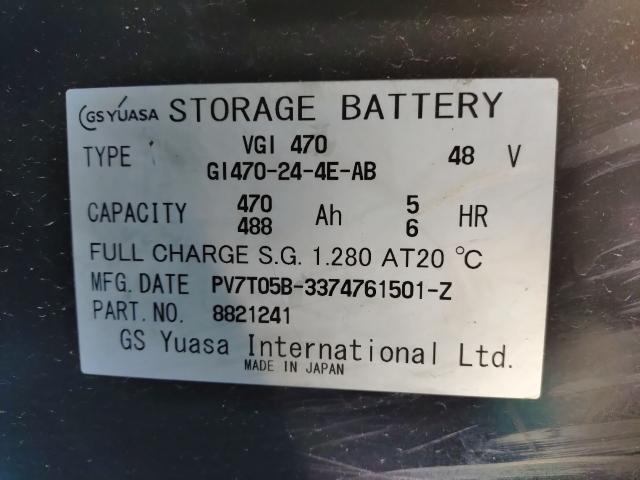 GS YUASA STORAGE BATTERY
TYPE VGI 470 48 V
GI470-24-4E-AB
CAPACITY 470 Ah 5 HR
488 6
FULL CHARGE S.G. 1.280 AT20 ℃
MFG. DATE PV7T05B-3374761501-Z
PART. NO. 8821241
GS Yuasa International Ltd.
MADE IN JAPAN